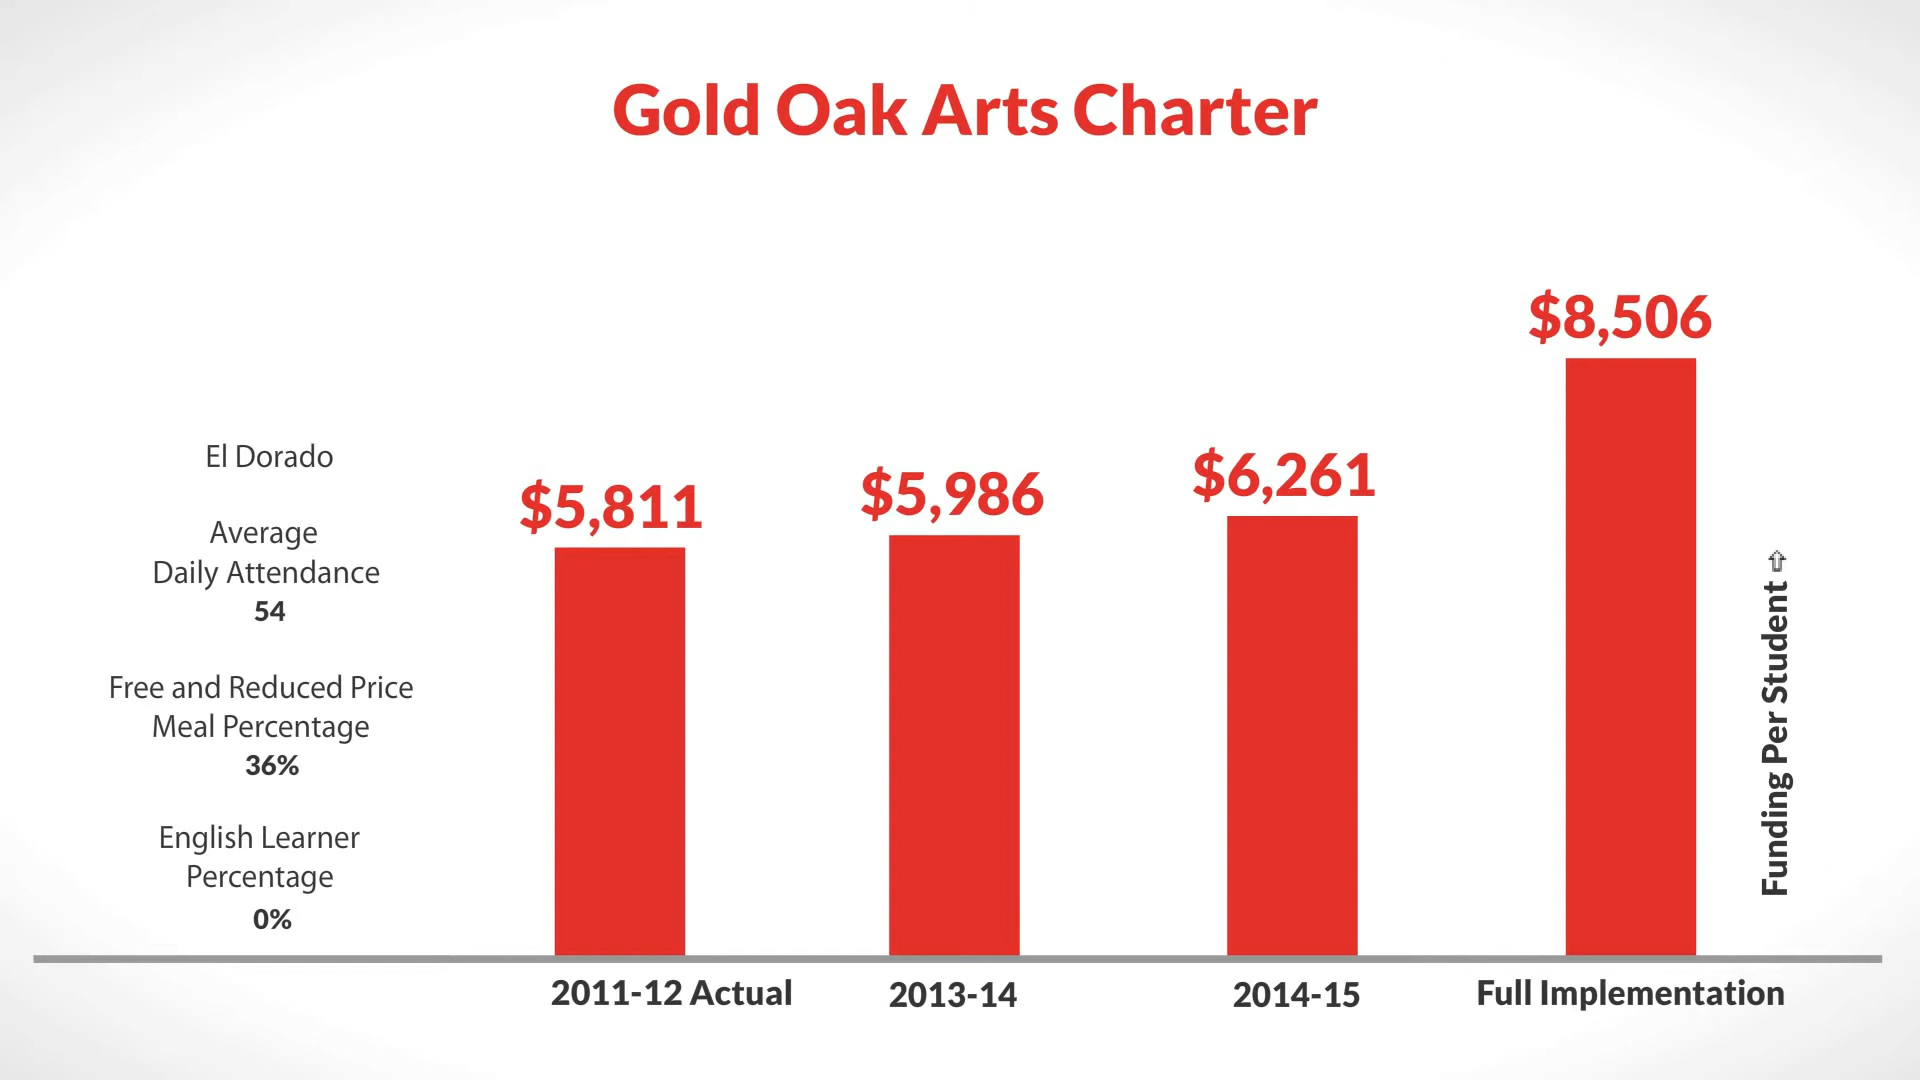 Gold Oak Arts Charter
El Dorado
Average
Daily Attendance
54
Free and Reduced Price
Meal Percentage
36%
English Learner
Percentage
0%
$5,811
$5,986
$6,261
$8,506
2011-12 Actual
2013-14
2014-15
Full Implementation
Funding Per Student ⇧